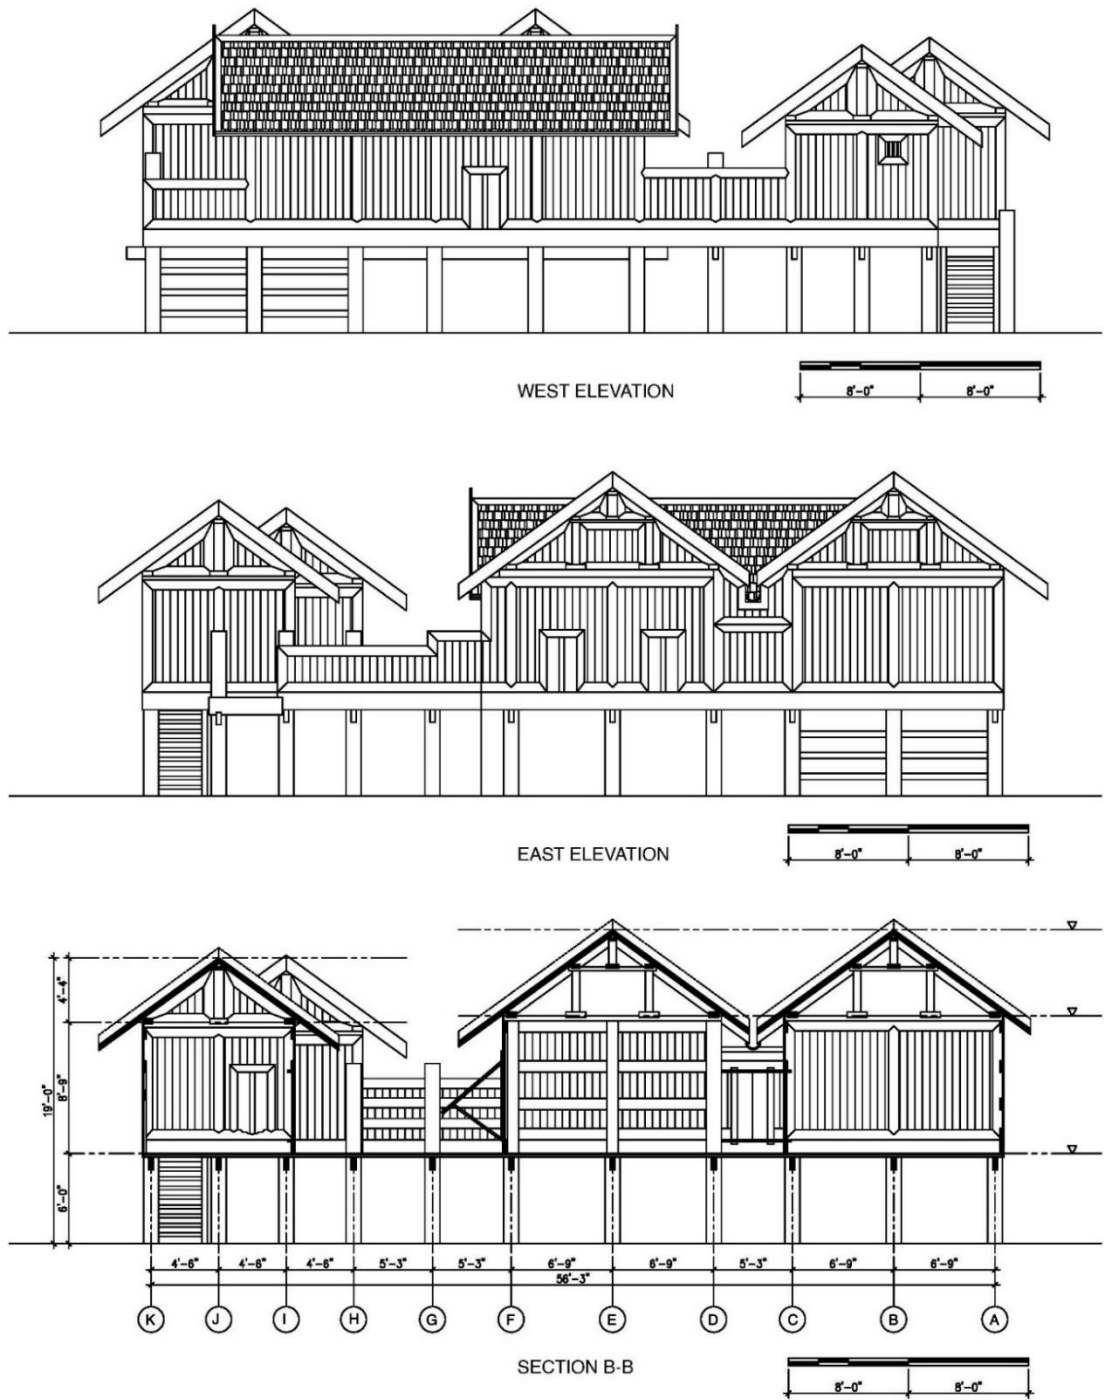 WEST ELEVATION
8'-0" 8'-0"
EAST ELEVATION
8'-0" 8'-0"
4'-4"
8'-9"
19'-0"
6'-0"
4'-6" 4'-6" 4'-6" 5'-3" 5'-3" 6'-9" 6'-9" 5'-3" 6'-9" 6'-9"
56'-3"
K J I H G F E D C B A
SECTION B-B
8'-0" 8'-0"